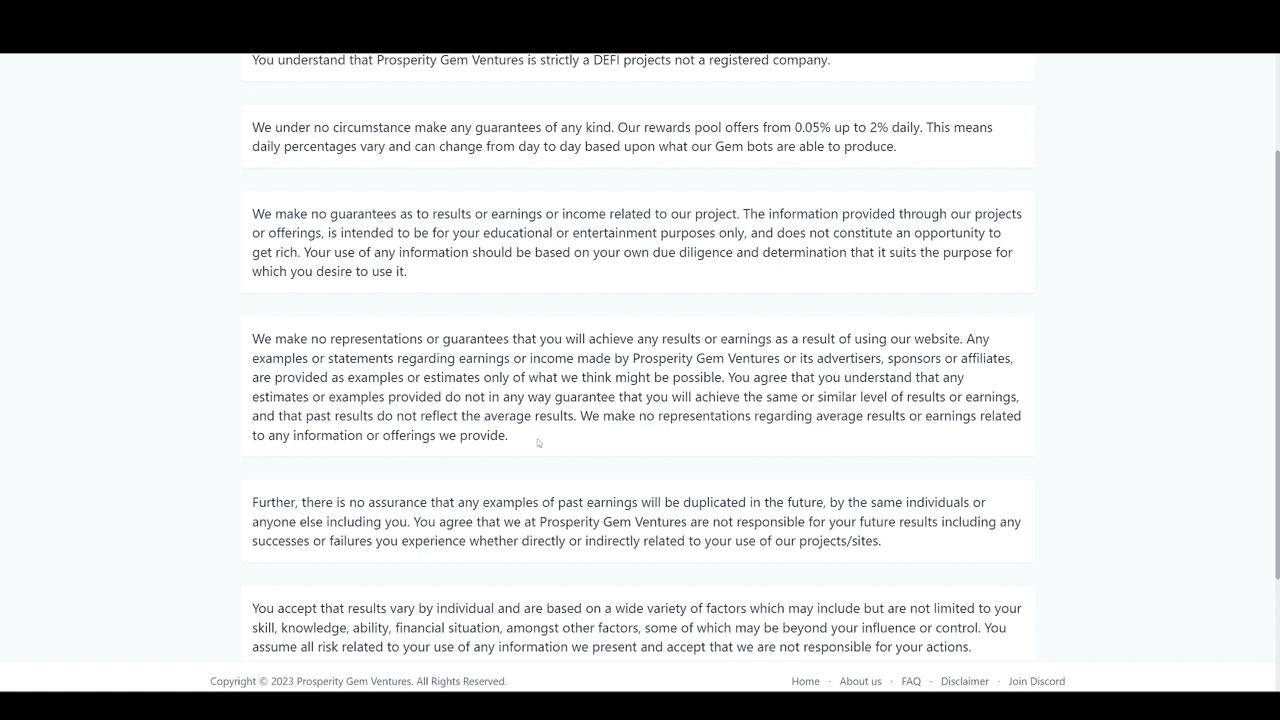 You understand that Prosperity Gem Ventures is strictly a DEFI projects not a registered company.
We under no circumstance make any guarantees of any kind. Our rewards pool offers from 0.05% up to 2% daily. This means
daily percentages vary and can change from day to day based upon what our Gem bots are able to produce.
We make no guarantees as to results or earnings or income related to our project. The information provided through our projects
or offerings, is intended to be for your educational or entertainment purposes only, and does not constitute an opportunity to
get rich. Your use of any information should be based on your own due diligence and determination that it suits the purpose for
which you desire to use it.
We make no representations or guarantees that you will achieve any results or earnings as a result of using our website. Any
examples or statements regarding earnings or income made by Prosperity Gem Ventures or its advertisers, sponsors or affiliates,
are provided as examples or estimates only of what we think might be possible. You agree that you understand that any
estimates or examples provided do not in any way guarantee that you will achieve the same or similar level of results or earnings,
and that past results do not reflect the average results. We make no representations regarding average results or earnings related
to any information or offerings we provide.
Further, there is no assurance that any examples of past earnings will be duplicated in the future, by the same individuals or
anyone else including you. You agree that we at Prosperity Gem Ventures are not responsible for your future results including any
successes or failures you experience whether directly or indirectly related to your use of our projects/sites.
You accept that results vary by individual and are based on a wide variety of factors which may include but are not limited to your
skill, knowledge, ability, financial situation, amongst other factors, some of which may be beyond your influence or control. You
assume all risk related to your use of any information we present and accept that we are not responsible for your actions.
Copyright © 2023 Prosperity Gem Ventures. All Rights Reserved. Home · About us · FAQ · Disclaimer · Join Discord